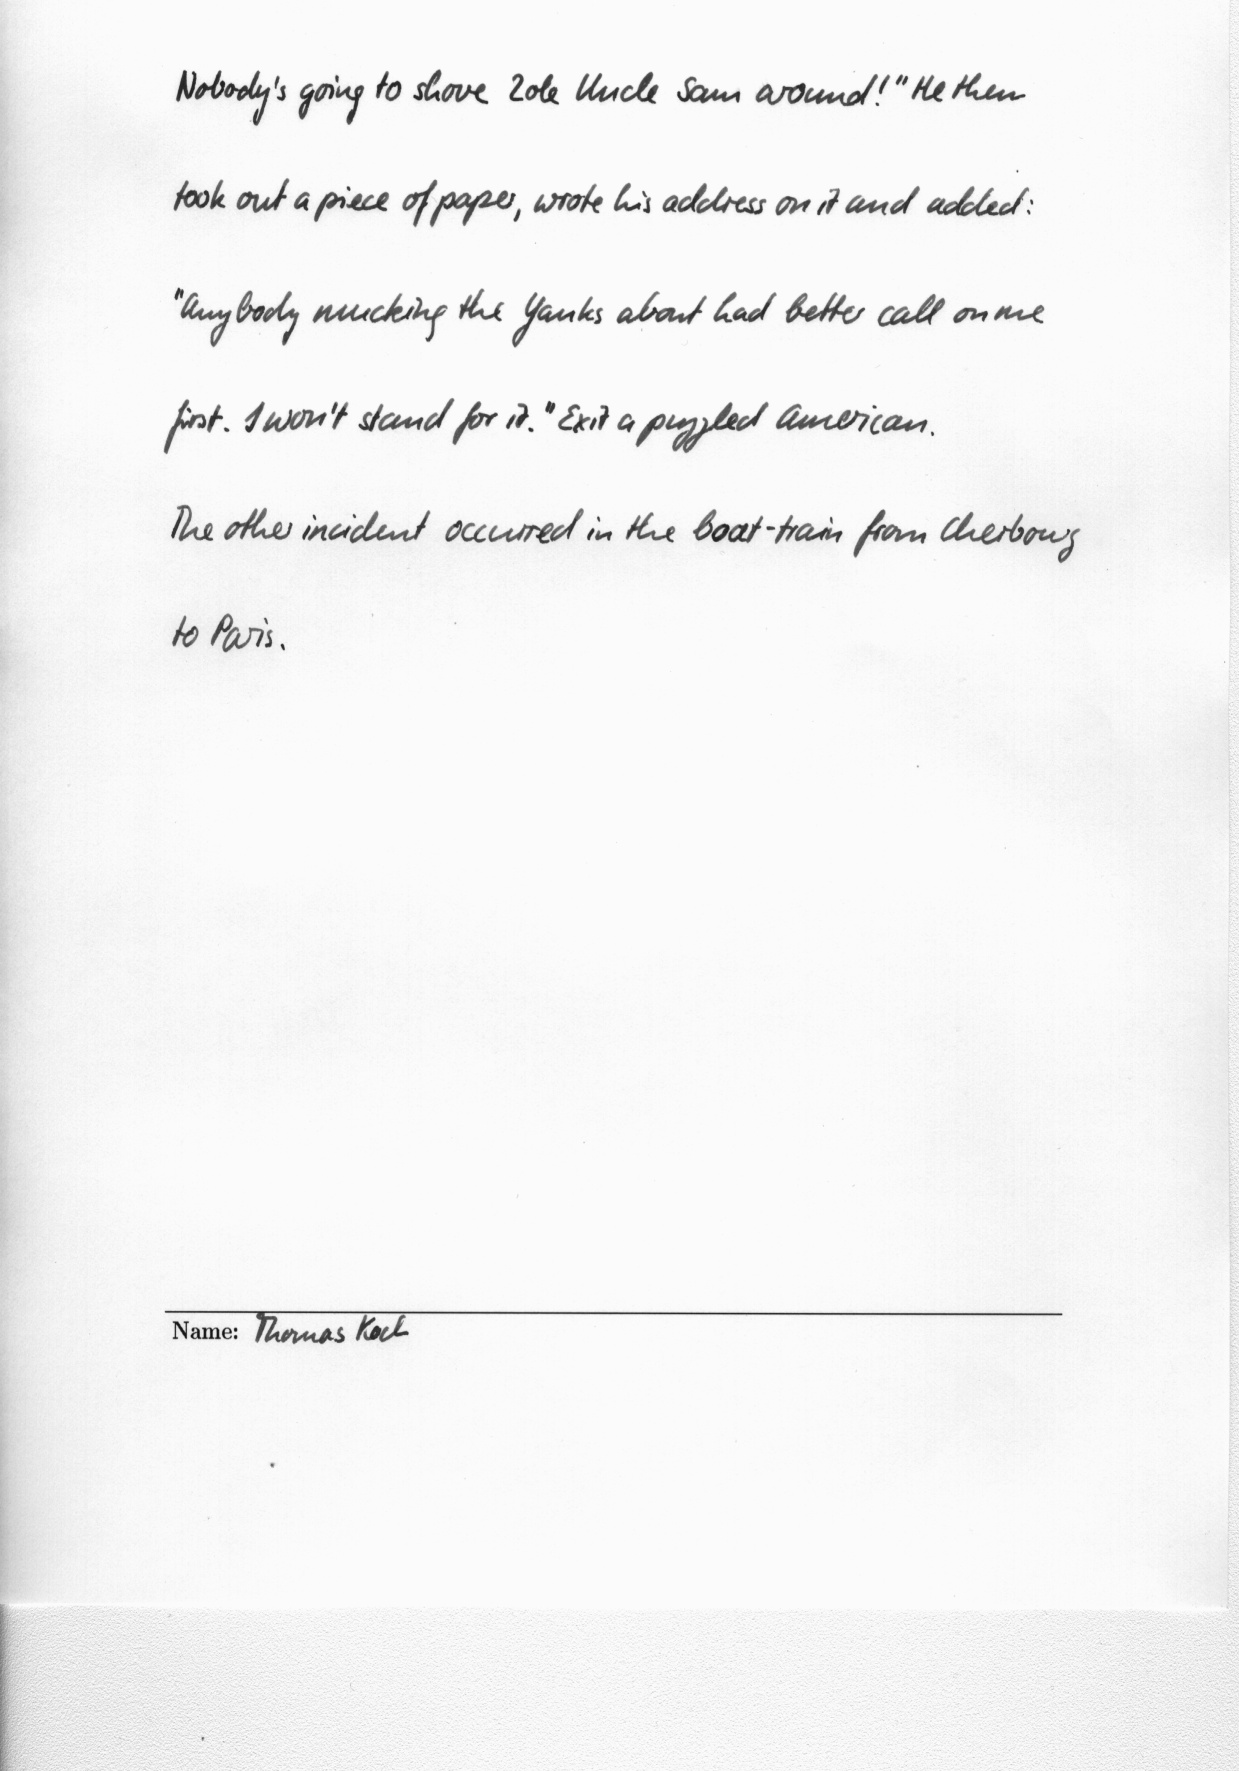 Nobody's going to shove Uncle Sam around!" He then
took out a piece of paper, wrote his address on it and added:
"Anybody mucking the Yanks about had better call on me
first. I won't stand for it." Exit a puzzled American.
The other incident occurred in the boat-train from Cherbourg
to Paris.
Name: Thomas Koch